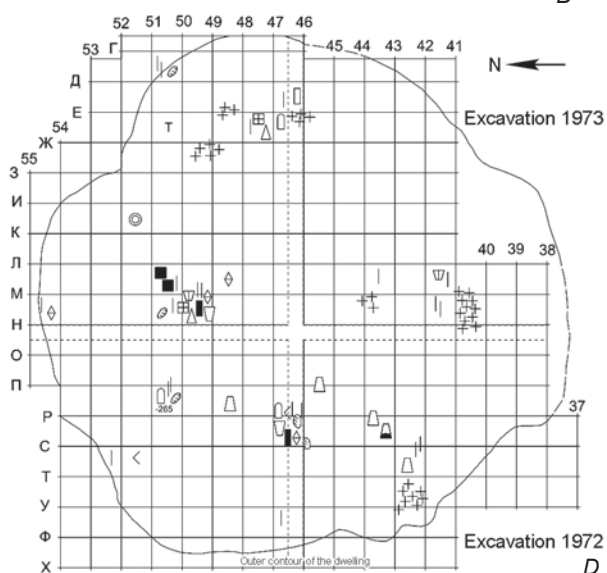 52 51 50 49 48 47 46
53
Г
45 44 43 42 41
N
Д
Е
Excavation 1973
Т
54
Ж
55
З
И
К
Л
40 39 38
М
Н
О
П
-265
37
Р
С
Т
У
Ф
Excavation 1972
Outer contour of the dwelling
D
Х